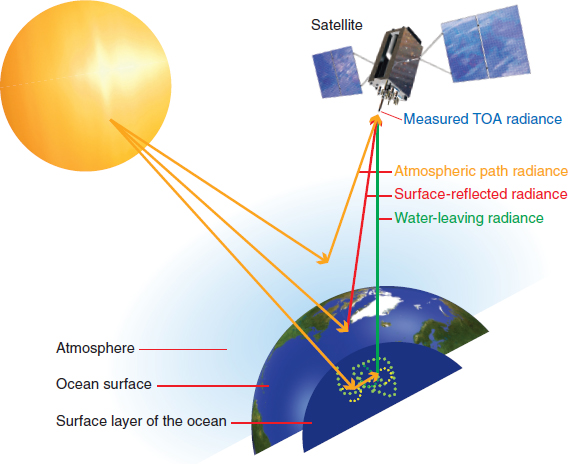 Satellite
Measured TOA radiance
Atmospheric path radiance
Surface-reflected radiance
Water-leaving radiance
Atmosphere
Ocean surface
Surface layer of the ocean